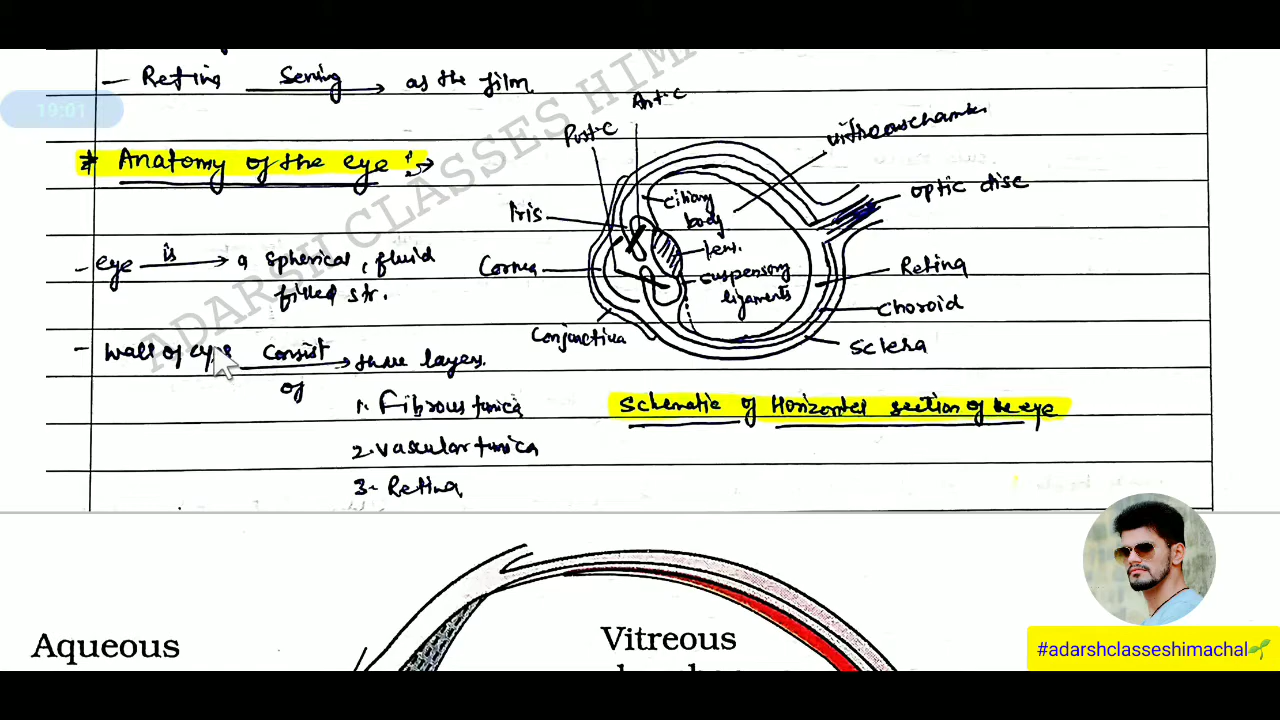 – Retina serving → as the film.
19:01
ADARSH CLASSES HIM
* Anatomy of the eye :→
- eye is → a spherical, fluid
filled str.
- Wall of eye consist of → three layers.
1. Fibrous tunica
2. Vascular tunica
3. Retina
Post.C
Ant.C
Iris
Cornea
Conjunctiva
ciliary
body
lens.
suspensory
ligaments
optic disc
Retina
Choroid
Sclera
Schematic of Horizontal section of the eye
Aqueous
Vitreous
#adarshclasseshimachal🌱